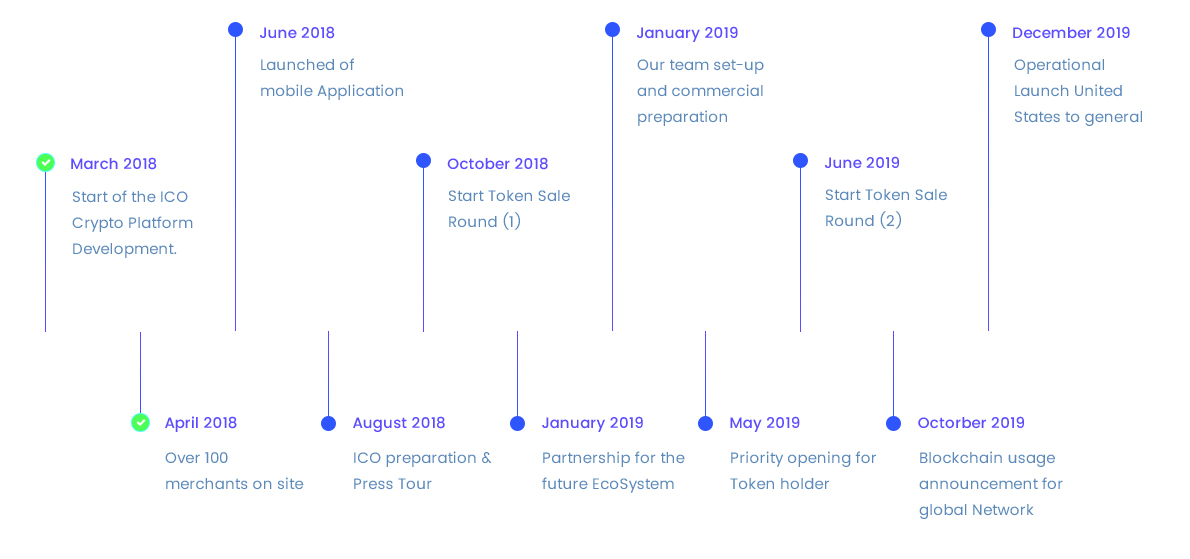 March 2018
Start of the ICO
Crypto Platform
Development.
April 2018
Over 100
merchants on site
June 2018
Launched of
mobile Application
August 2018
ICO preparation &
Press Tour
October 2018
Start Token Sale
Round (1)
January 2019
Partnership for the
future EcoSystem
January 2019
Our team set-up
and commercial
preparation
May 2019
Priority opening for
Token holder
June 2019
Start Token Sale
Round (2)
Octorber 2019
Blockchain usage
announcement for
global Network
December 2019
Operational
Launch United
States to general